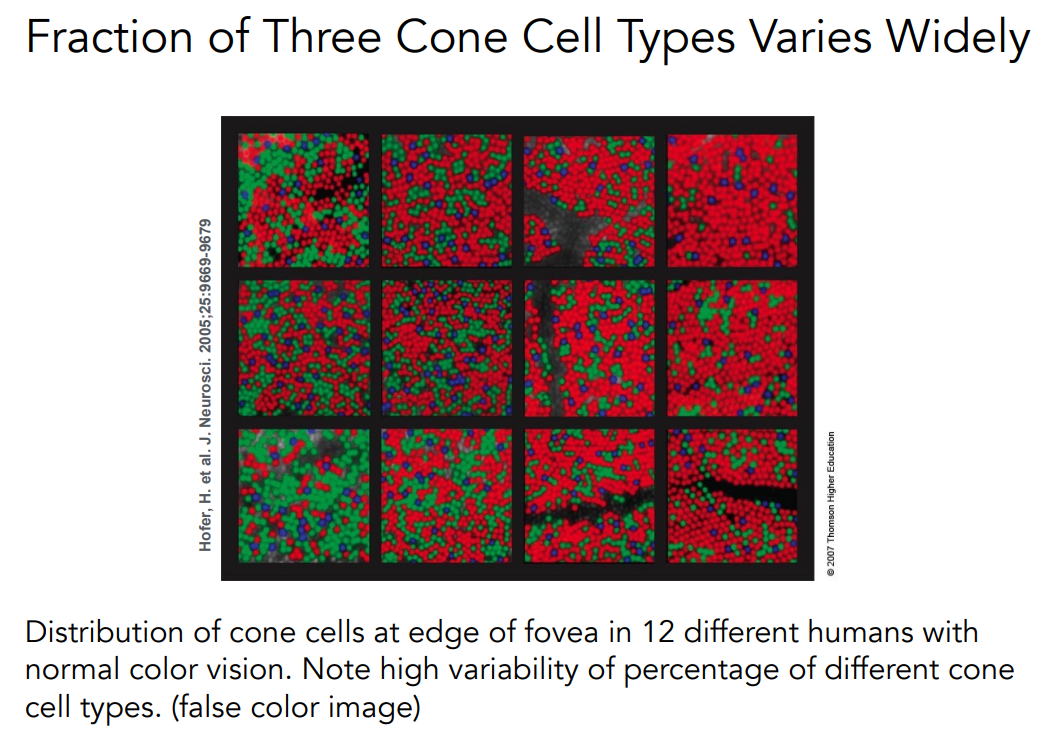 Fraction of Three Cone Cell Types Varies Widely
Hofer, H. et al. J. Neurosci. 2005;25:9669-9679
© 2007 Thomson Higher Education
Distribution of cone cells at edge of fovea in 12 different humans with
normal color vision. Note high variability of percentage of different cone
cell types. (false color image)